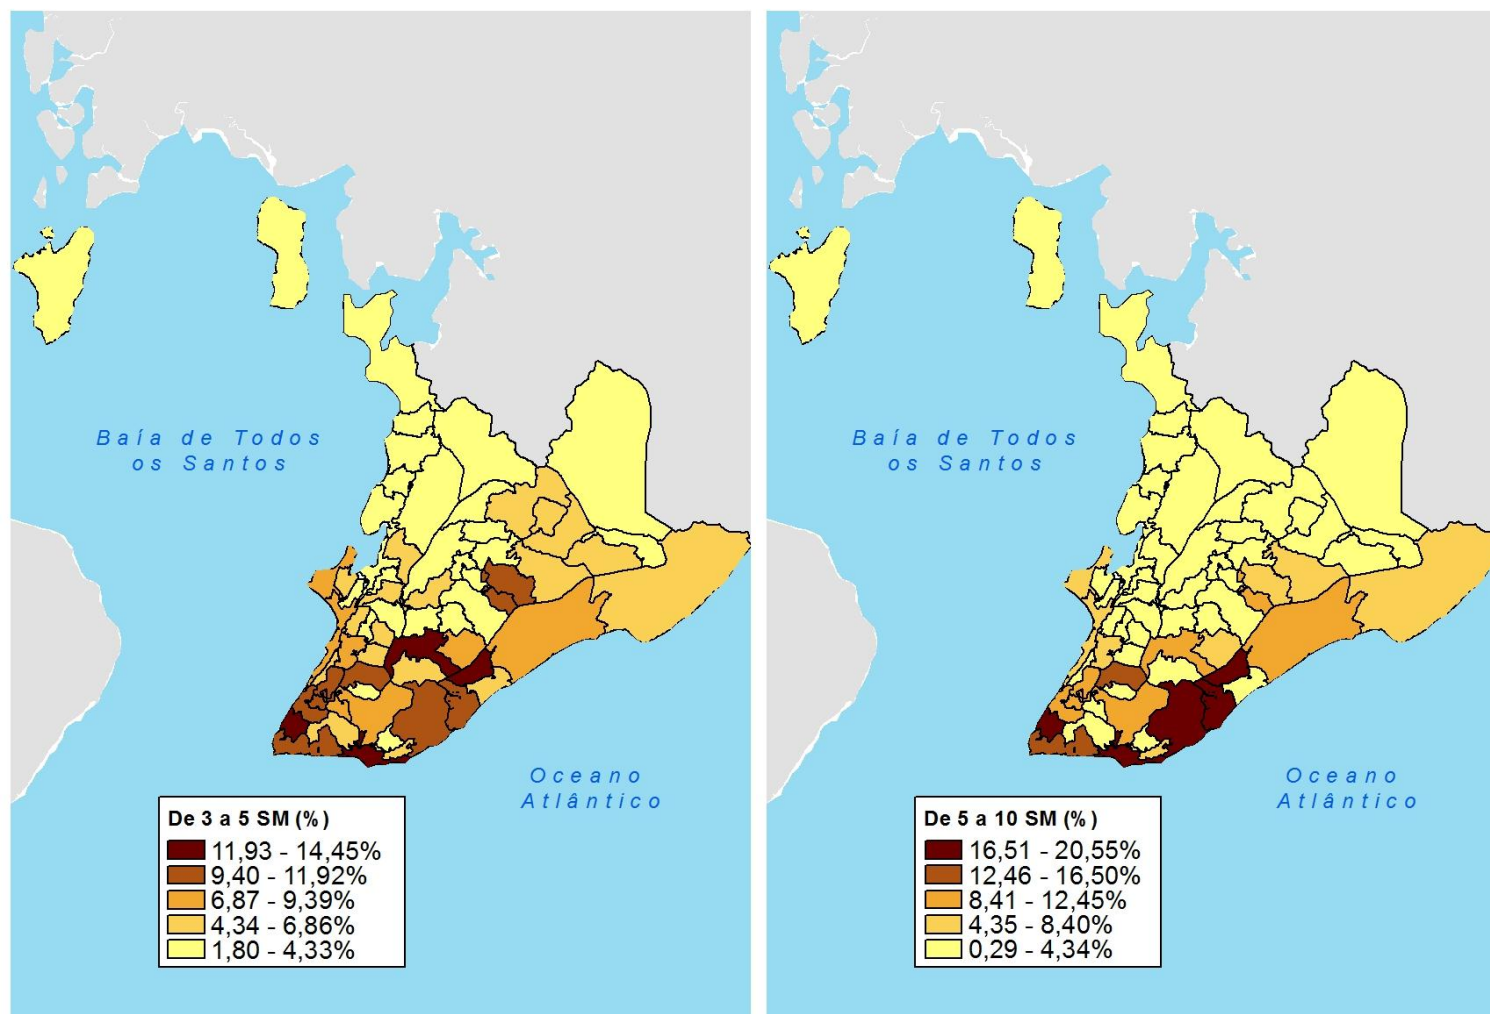 Baía de Todos
os Santos
Oceano
Atlântico
De 3 a 5 SM (%)
11,93 - 14,45%
9,40 - 11,92%
6,87 - 9,39%
4,34 - 6,86%
1,80 - 4,33%
Baía de Todos
os Santos
Oceano
Atlântico
De 5 a 10 SM (%)
16,51 - 20,55%
12,46 - 16,50%
8,41 - 12,45%
4,35 - 8,40%
0,29 - 4,34%